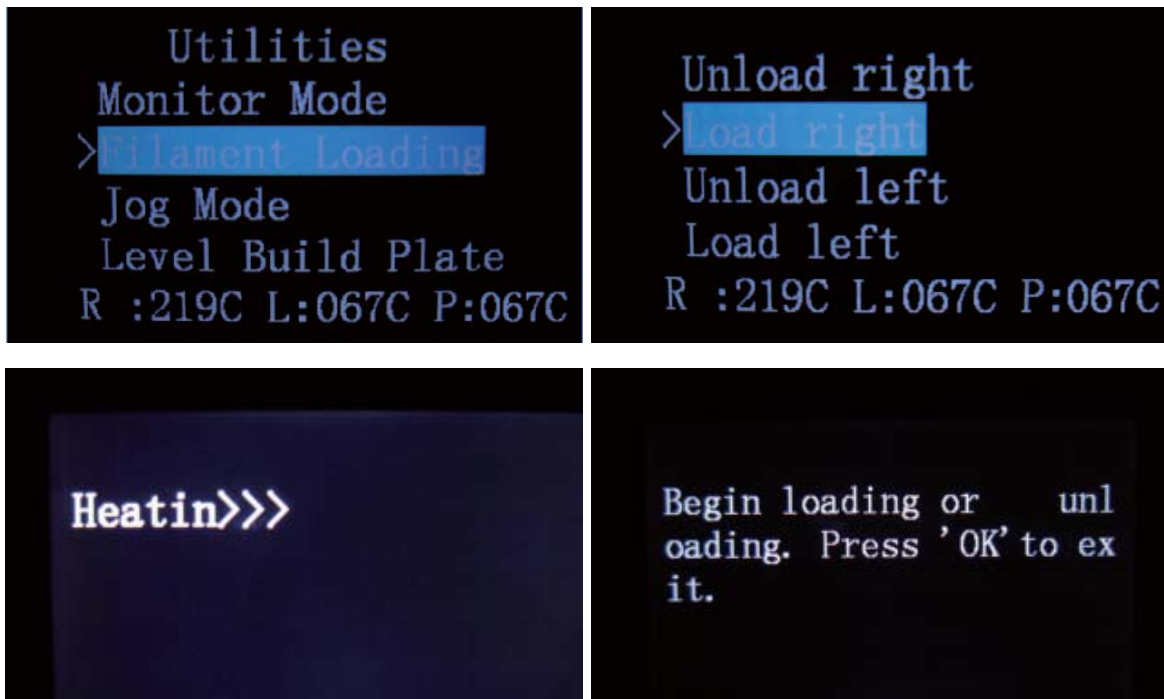 Utilities
Monitor Mode
>Filament Loading
Jog Mode
Level Build Plate
R :219C L:067C P:067C
Unload right
>Load right
Unload left
Load left
R :219C L:067C P:067C
Heatin>>>
Begin loading or unl
oading. Press 'OK' to ex
it.